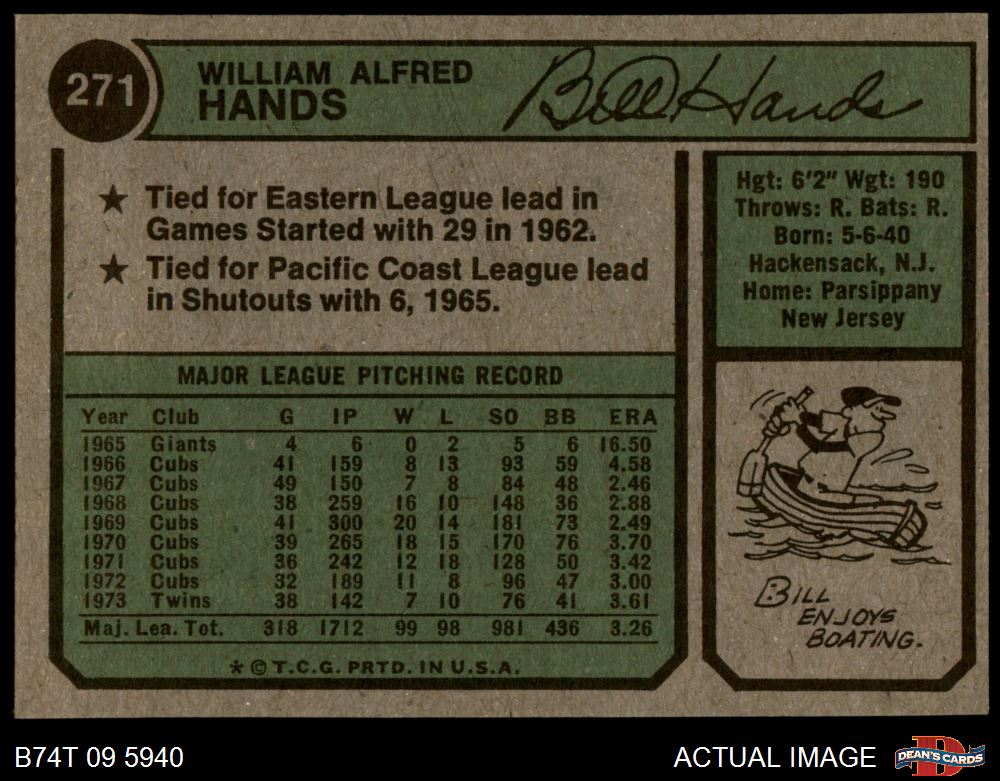 271
WILLIAM ALFRED
HANDS
Bill Hands
★ Tied for Eastern League lead in
Games Started with 29 in 1962.
★ Tied for Pacific Coast League lead
in Shutouts with 6, 1965.
Hgt: 6'2" Wgt: 190
Throws: R. Bats: R.
Born: 5-6-40
Hackensack, N.J.
Home: Parsippany
New Jersey
MAJOR LEAGUE PITCHING RECORD
Year Club G IP W L SO BB ERA
1965 Giants 4 6 0 2 5 6 16.50
1966 Cubs 41 159 8 13 93 59 4.58
1967 Cubs 49 150 7 8 84 48 2.46
1968 Cubs 38 259 16 10 148 36 2.88
1969 Cubs 41 300 20 14 181 73 2.49
1970 Cubs 39 265 18 15 170 76 3.70
1971 Cubs 36 242 12 18 128 50 3.42
1972 Cubs 32 189 11 8 96 47 3.00
1973 Twins 38 142 7 10 76 41 3.61
Maj. Lea. Tot. 318 1712 99 98 981 436 3.26
* © T.C.G. PRTD. IN U.S.A.
BILL
ENJOYS
BOATING.
B74T 09 5940
ACTUAL IMAGE
D
DEAN'S CARDS